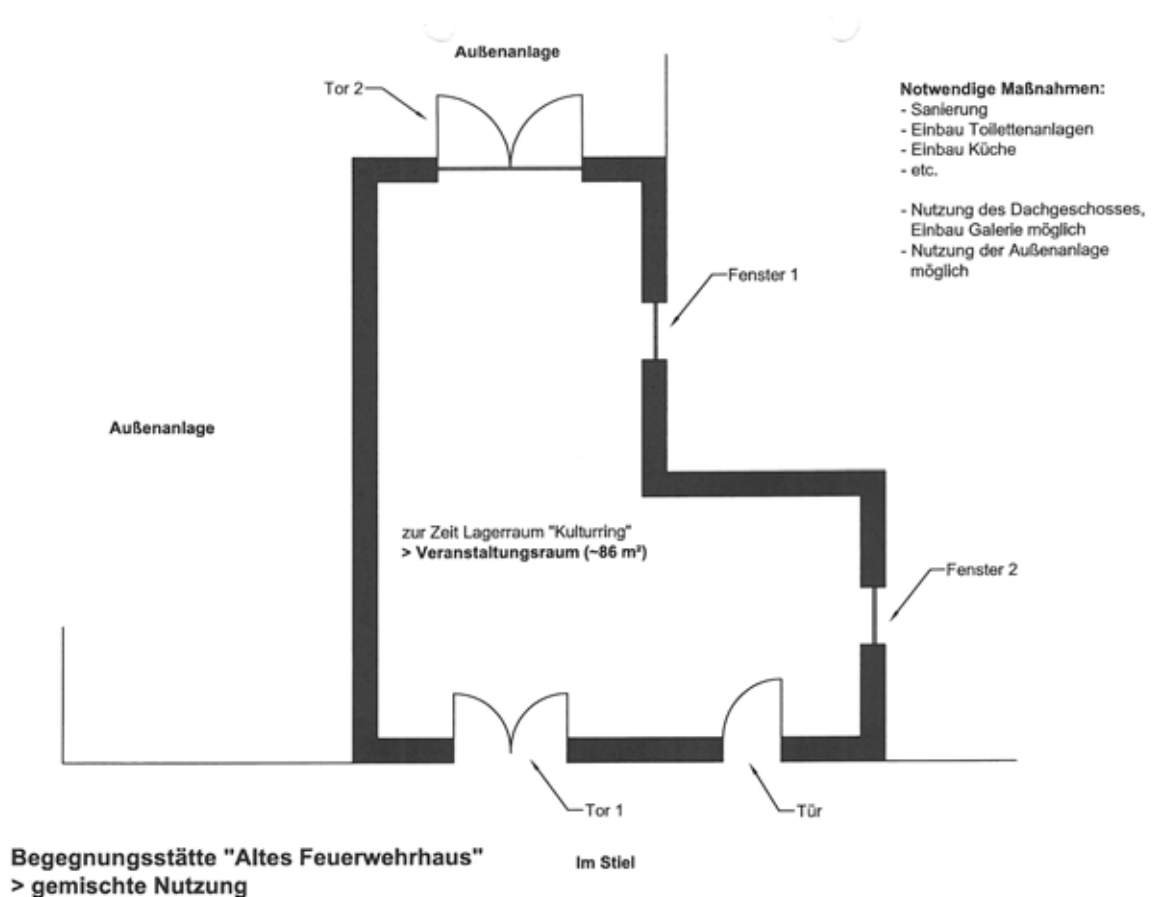 Außenanlage
Tor 2
Notwendige Maßnahmen:
- Sanierung
- Einbau Toilettenanlagen
- Einbau Küche
- etc.
- Nutzung des Dachgeschosses,
Einbau Galerie möglich
- Nutzung der Außenanlage
möglich
Fenster 1
Außenanlage
zur Zeit Lagerraum "Kulturring"
> Veranstaltungsraum (~86 m²)
Fenster 2
Tor 1
Tür
Begegnungsstätte "Altes Feuerwehrhaus"
> gemischte Nutzung
Im Stiel